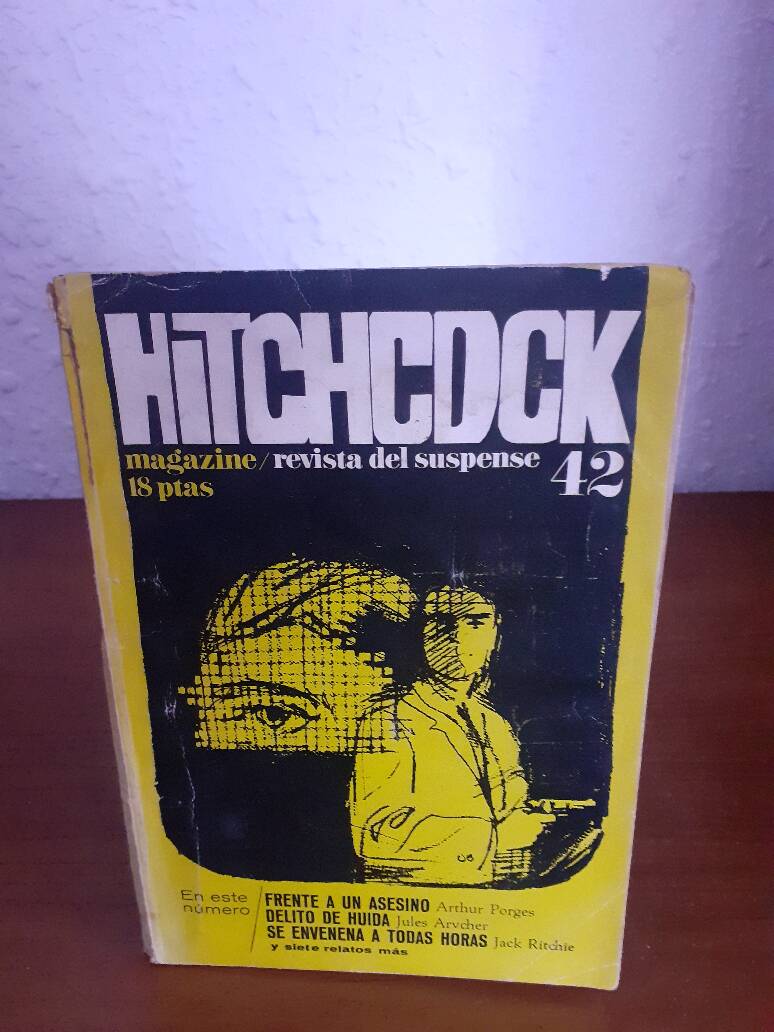 HiTCHCOCK
magazine/revista del suspense 42
18 ptas
En este número
FRENTE A UN ASESINO Arthur Porges
DELITO DE HUIDA Jules Arvcher
SE ENVENENA A TODAS HORAS Jack Ritchie
y siete relatos más